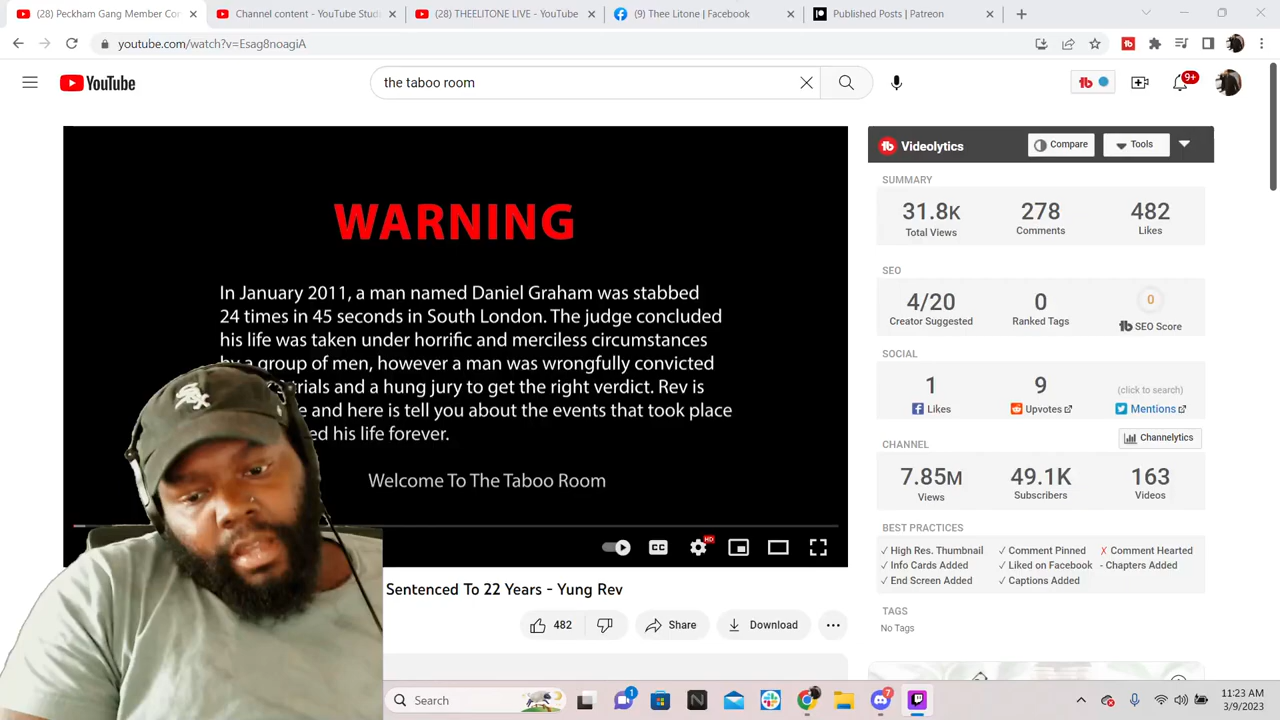 (28) Peckham Gang Member Con
Channel content - YouTube Studi
(28) THEELITONE LIVE - YouTube
(9) Thee Litone | Facebook
Published Posts | Patreon
youtube.com/watch?v=Esag8noagiA
YouTube
the taboo room
9+
WARNING
In January 2011, a man named Daniel Graham was stabbed
24 times in 45 seconds in South London. The judge concluded
his life was taken under horrific and merciless circumstances
by a group of men, however a man was wrongfully convicted
trials and a hung jury to get the right verdict. Rev is
and here is tell you about the events that took place
his life forever.
Welcome To The Taboo Room
CC
HD
Sentenced To 22 Years - Yung Rev
482
Share
Download
Videolytics
Compare
Tools
SUMMARY
31.8K 278 482
Total Views Comments Likes
SEO
4/20 0 0
Creator Suggested Ranked Tags SEO Score
SOCIAL
1 9 (click to search)
Likes Upvotes Mentions
CHANNEL
Channelytics
7.85M 49.1K 163
Views Subscribers Videos
BEST PRACTICES
✓ High Res. Thumbnail ✓ Comment Pinned X Comment Hearted
✓ Info Cards Added ✓ Liked on Facebook - Chapters Added
✓ End Screen Added ✓ Captions Added
TAGS
No Tags
Search
1
7
11:23 AM
3/9/2023